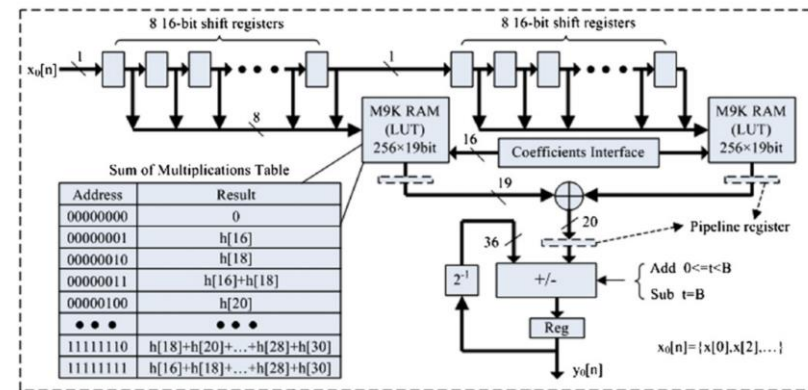 8 16-bit shift registers
8 16-bit shift registers
x₀[n]
1
1
8
M9K RAM
(LUT)
256×19bit
16
Coefficients Interface
M9K RAM
(LUT)
256×19bit
Sum of Multiplications Table
Address Result
00000000 0
00000001 h[16]
00000010 h[18]
00000011 h[16]+h[18]
00000100 h[20]
••• •••
11111110 h[18]+h[20]+…+h[28]+h[30]
11111111 h[16]+h[18]+…+h[28]+h[30]
19
20
Pipeline register
36
2⁻¹
+/-
Add 0<=t<B
Sub t=B
Reg
x₀[n]={x[0],x[2],…}
y₀[n]